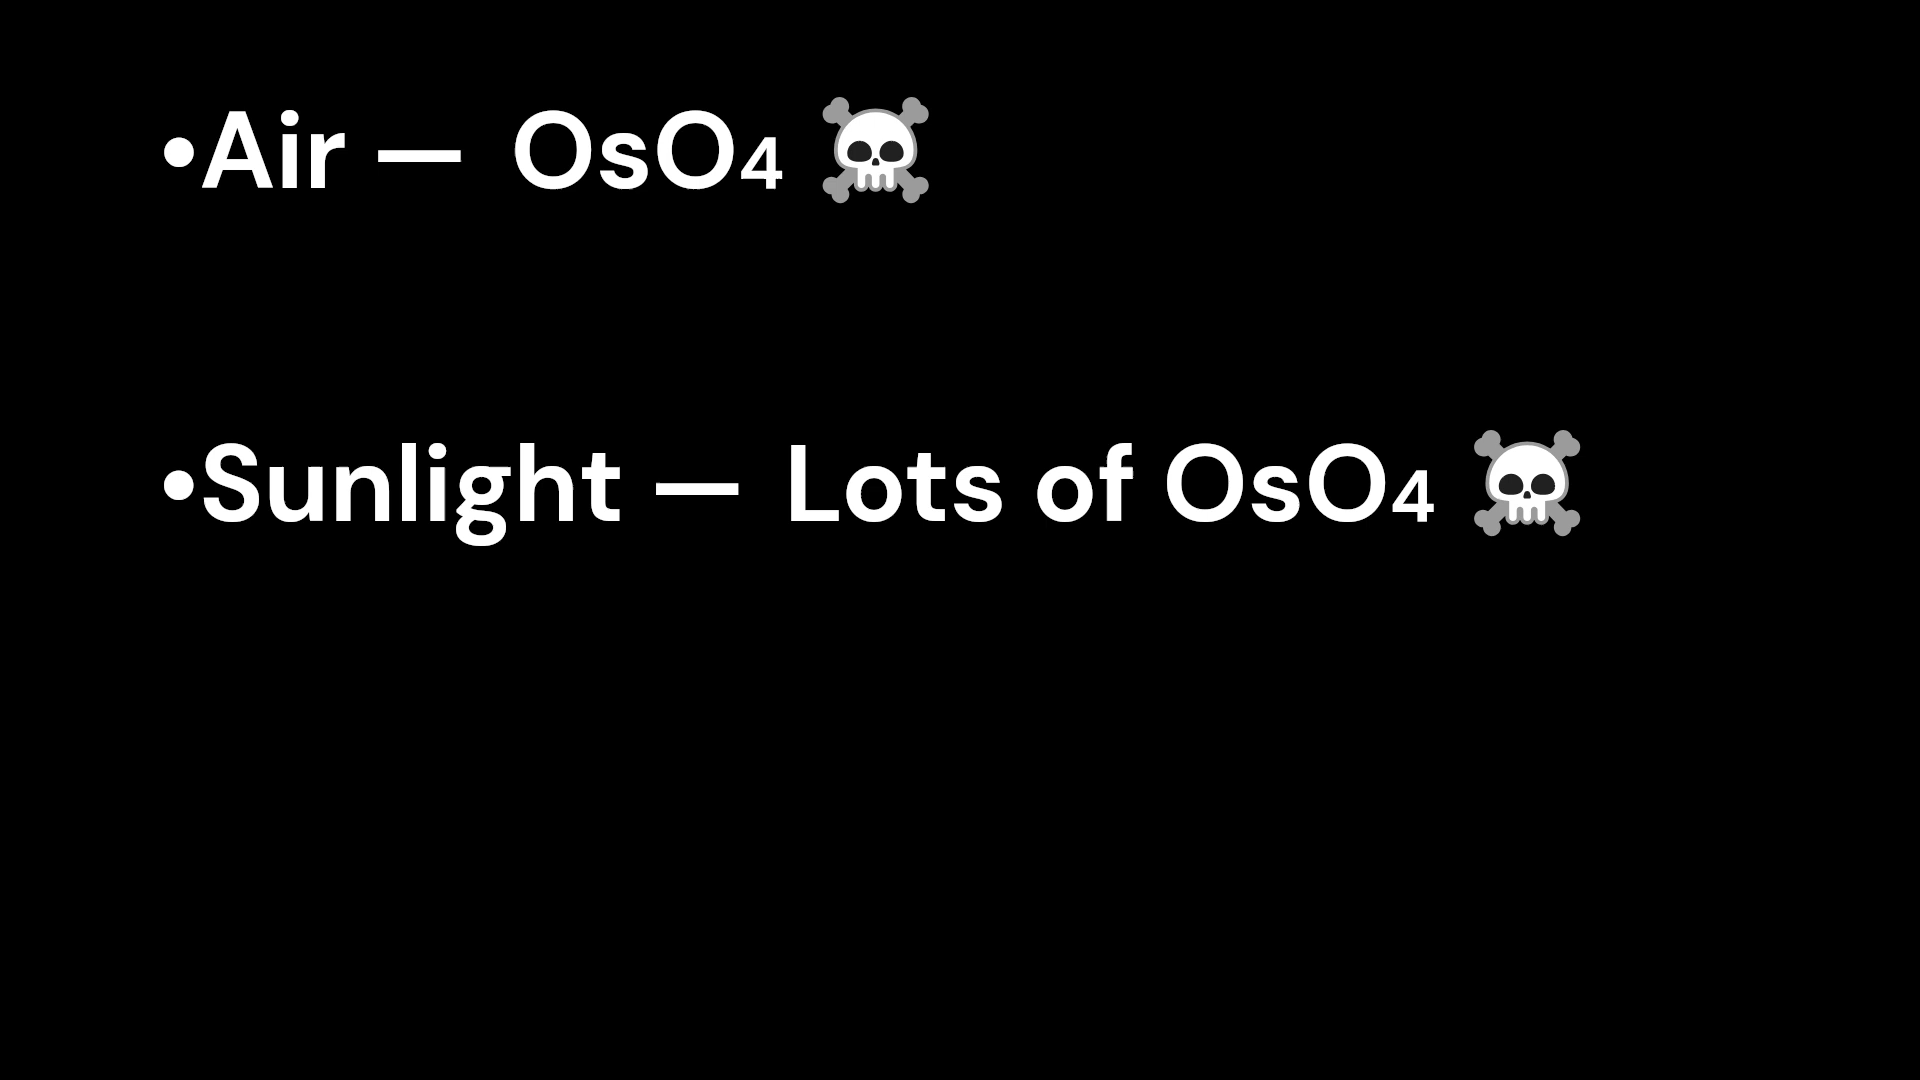 •Air — OsO₄ ☠️
•Sunlight — Lots of OsO₄ ☠️